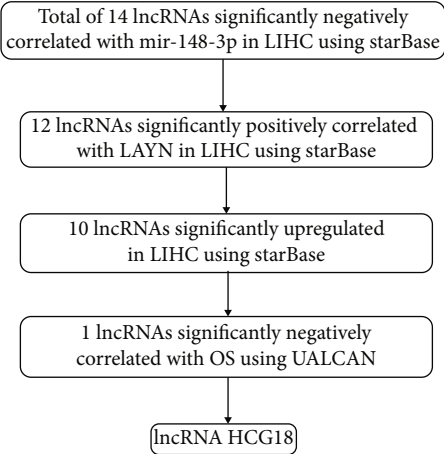 Total of 14 lncRNAs significantly negatively
correlated with mir-148-3p in LIHC using starBase
12 lncRNAs significantly positively correlated
with LAYN in LIHC using starBase
10 lncRNAs significantly upregulated
in LIHC using starBase
1 lncRNAs significantly negatively
correlated with OS using UALCAN
lncRNA HCG18